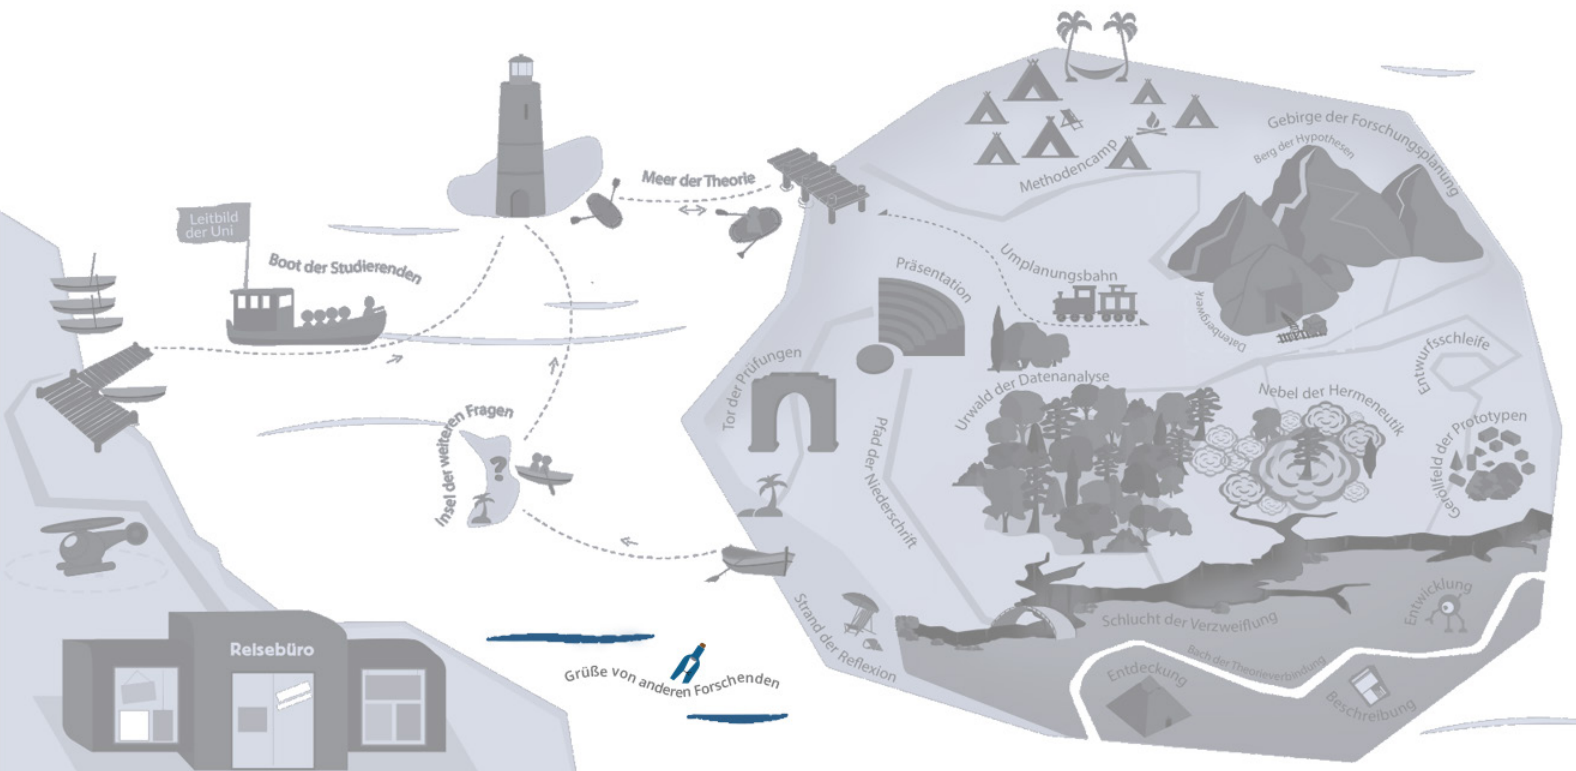 Leitbild
der Uni
Boot der Studierenden
Meer der Theorie
Insel der weiteren Fragen
?
Reisebüro
Grüße von anderen Forschenden
Methodencamp
Gebirge der Forschungsplanung
Berg der Hypothesen
Datenbergwerk
Umplanungsbahn
Präsentation
Tor der Prüfungen
Pfad der Niederschrift
Urwald der Datenanalyse
Nebel der Hermeneutik
Entwurfsschleife
Geröllfeld der Prototypen
Strand der Reflexion
Schlucht der Verzweiflung
Entwicklung
Bach der Theorieverbindung
Entdeckung
Beschreibung